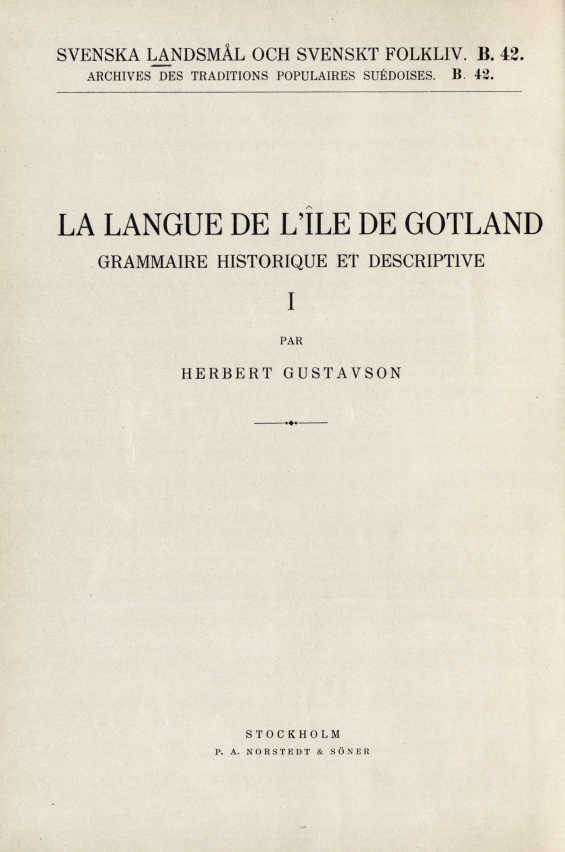 SVENSKA LANDSMÅL OCH SVENSKT FOLKLIV. B. 42.
ARCHIVES DES TRADITIONS POPULAIRES SUÉDOISES. B. 42.
LA LANGUE DE L'ÎLE DE GOTLAND
GRAMMAIRE HISTORIQUE ET DESCRIPTIVE
I
PAR
HERBERT GUSTAVSON
STOCKHOLM
P. A. NORSTEDT & SÖNER